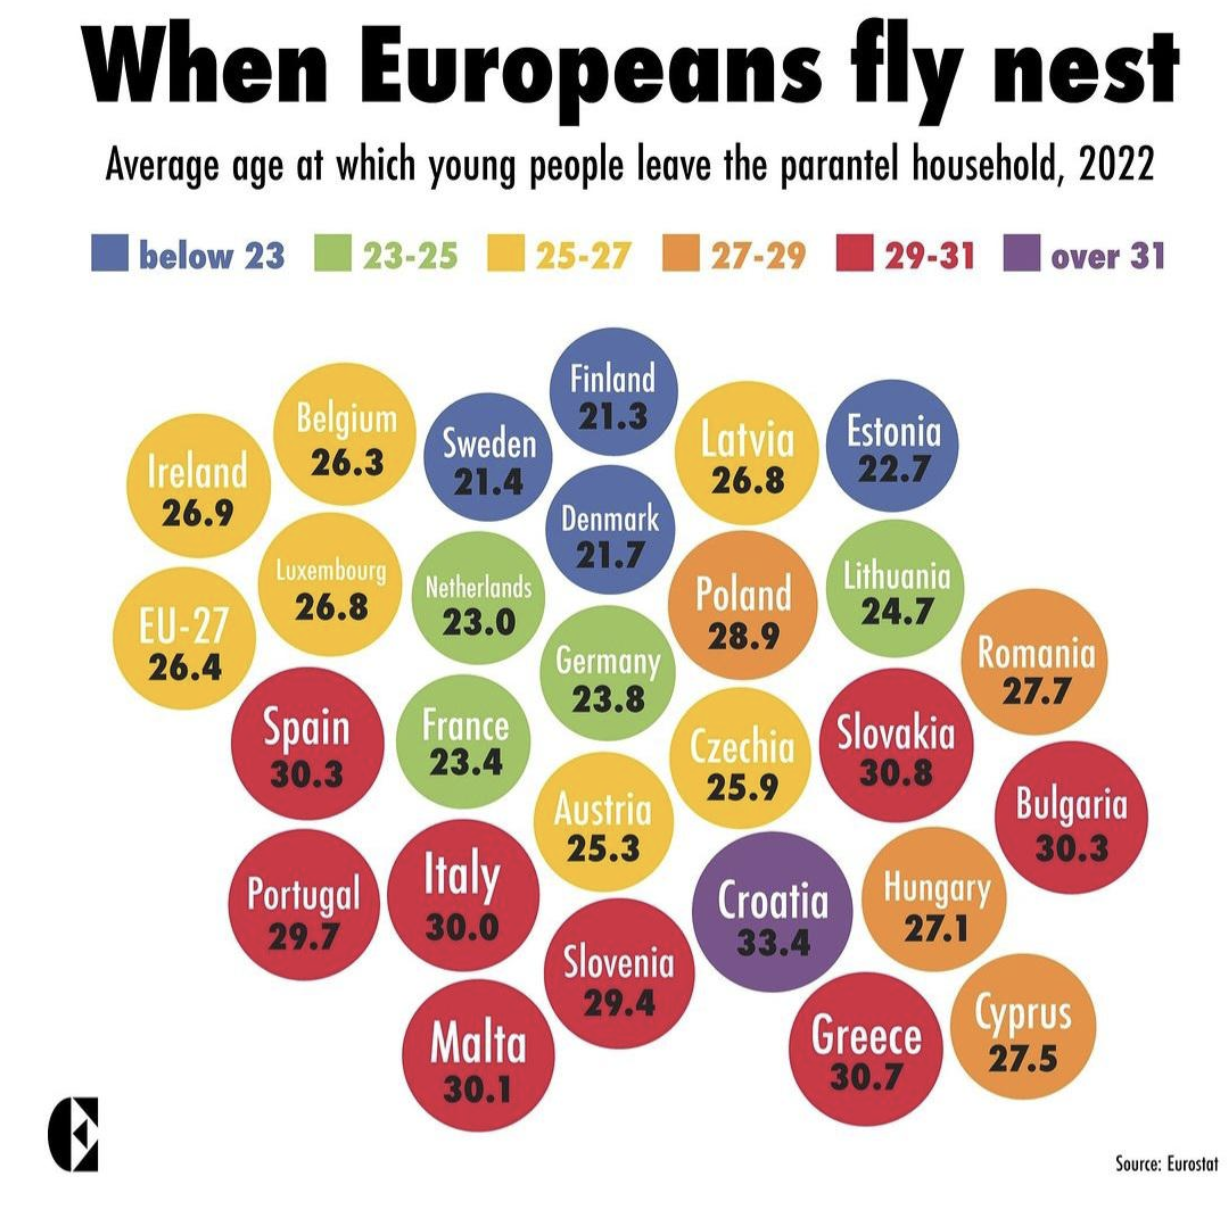 When Europeans fly nest
Average age at which young people leave the parantel household, 2022
below 23 23-25 25-27 27-29 29-31 over 31
Finland
21.3
Belgium
26.3
Sweden
21.4
Latvia
26.8
Estonia
22.7
Ireland
26.9
Denmark
21.7
Luxembourg
26.8
Netherlands
23.0
Poland
28.9
Lithuania
24.7
EU-27
26.4
Germany
23.8
Romania
27.7
Spain
30.3
France
23.4
Czechia
25.9
Slovakia
30.8
Austria
25.3
Bulgaria
30.3
Portugal
29.7
Italy
30.0
Croatia
33.4
Hungary
27.1
Slovenia
29.4
Malta
30.1
Greece
30.7
Cyprus
27.5
Source: Eurostat